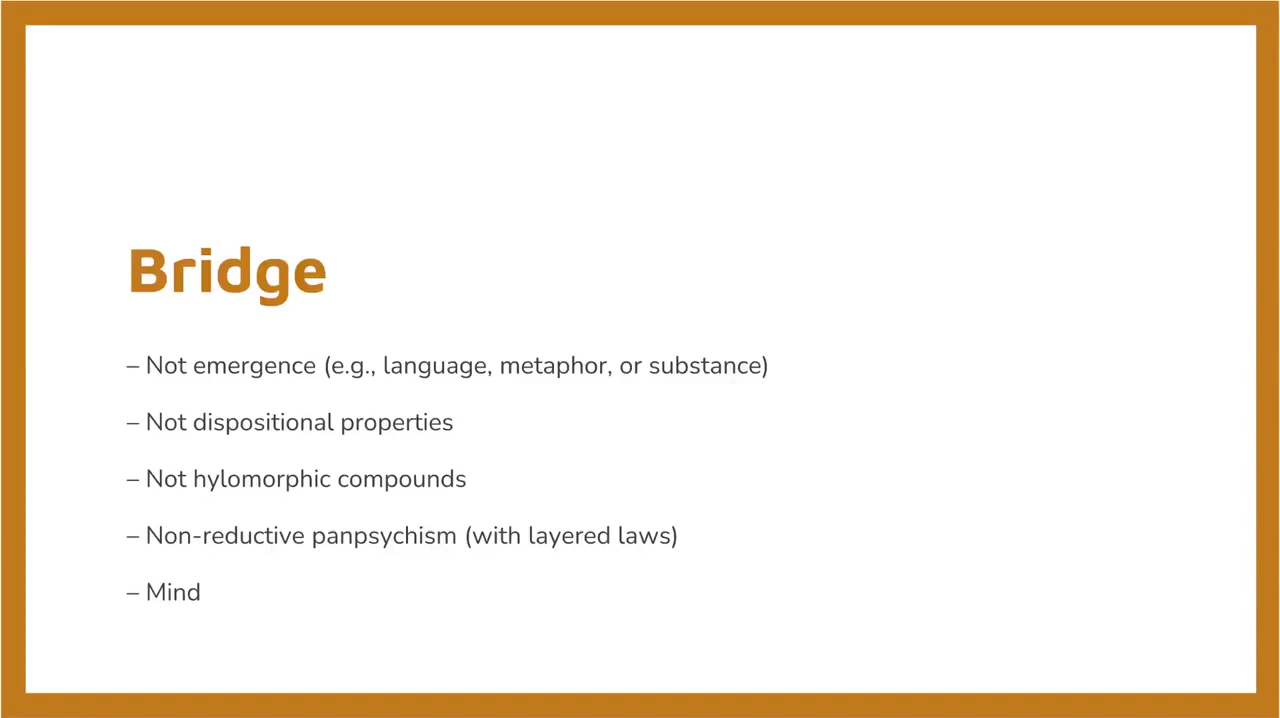 Bridge
– Not emergence (e.g., language, metaphor, or substance)
– Not dispositional properties
– Not hylomorphic compounds
– Non-reductive panpsychism (with layered laws)
– Mind